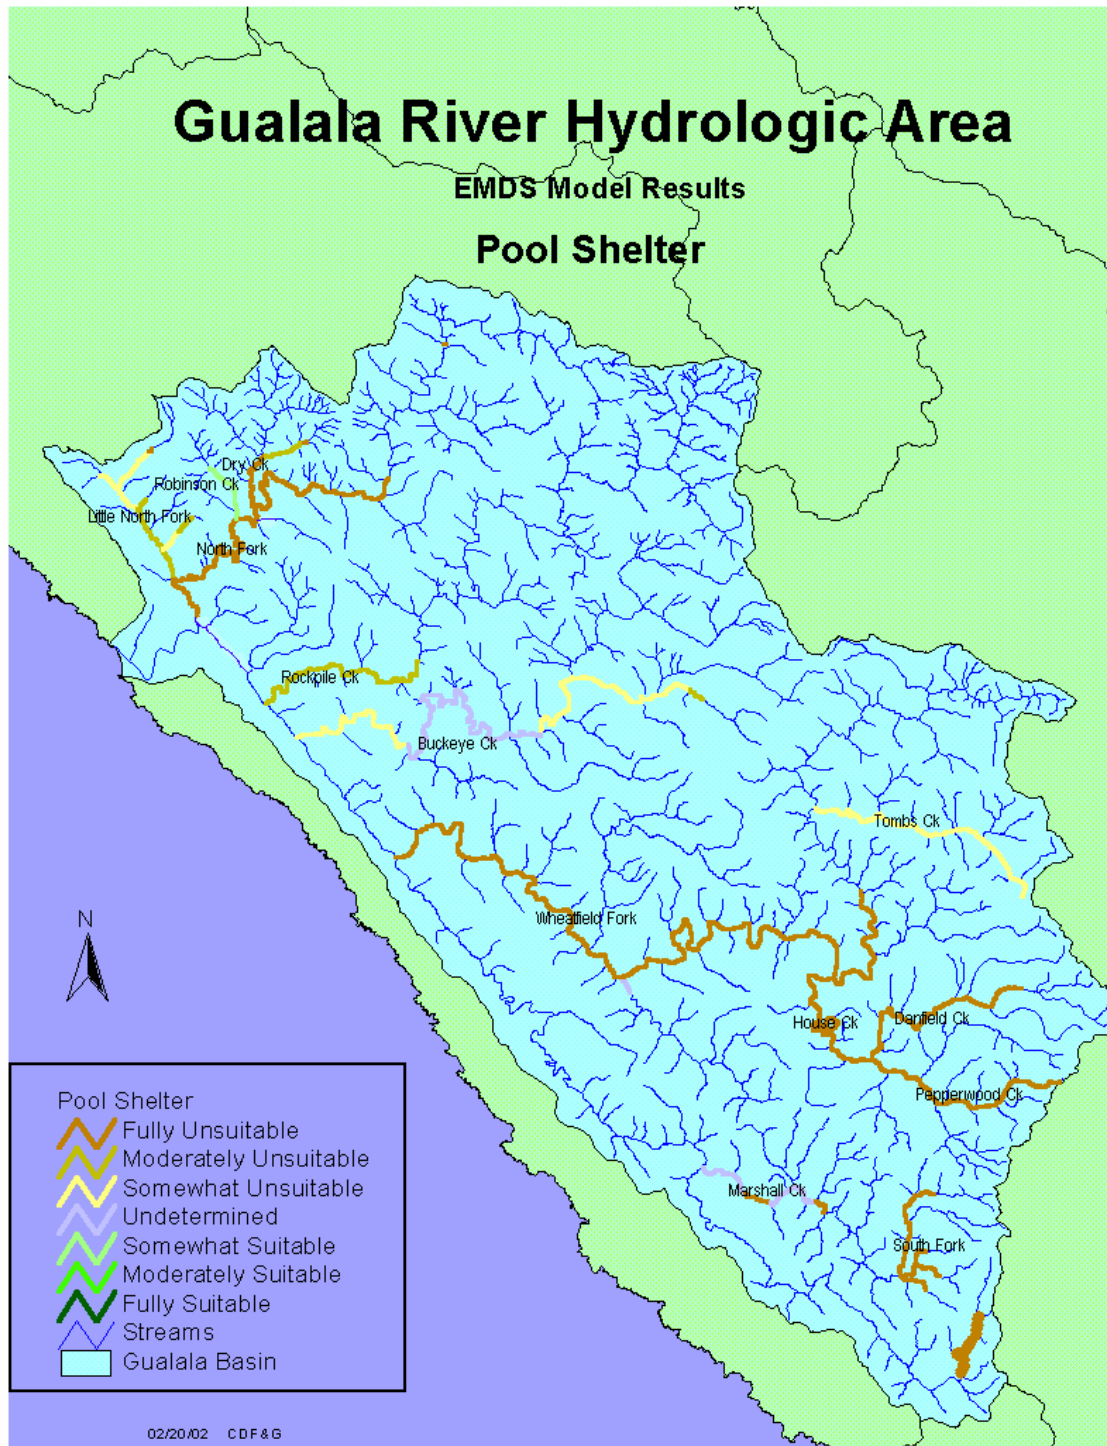 Gualala River Hydrologic Area
EMDS Model Results
Pool Shelter
Dry Ck
Robinson Ck
Little North Fork
North Fork
Rockpile Ck
Buckeye Ck
Tombs Ck
Wheatfield Fork
N
House Ck
Danfield Ck
Pepperwood Ck
Marshall Ck
South Fork
Pool Shelter
Fully Unsuitable
Moderately Unsuitable
Somewhat Unsuitable
Undetermined
Somewhat Suitable
Moderately Suitable
Fully Suitable
Streams
Gualala Basin
02/20/02 CDF&G